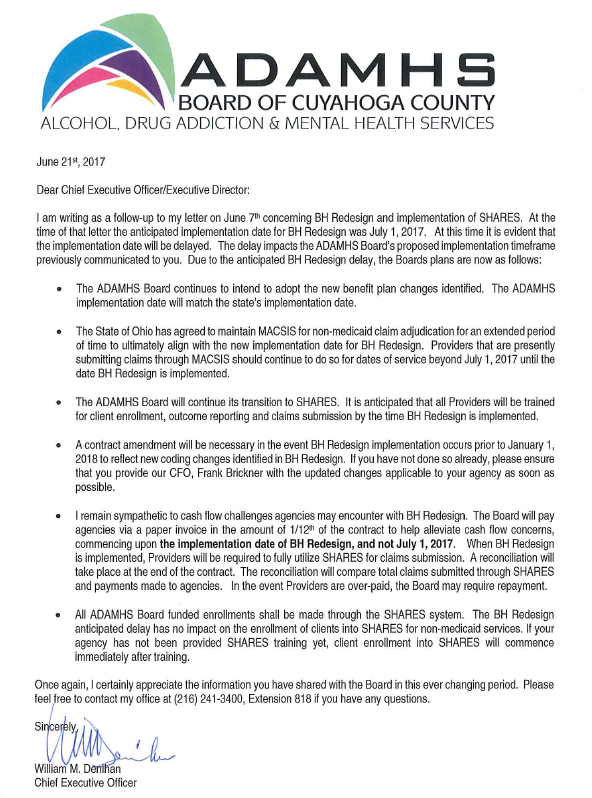 ADAMHS
BOARD OF CUYAHOGA COUNTY
ALCOHOL, DRUG ADDICTION & MENTAL HEALTH SERVICES
June 21st, 2017
Dear Chief Executive Officer/Executive Director:
I am writing as a follow-up to my letter on June 7th concerning BH Redesign and implementation of SHARES. At the
time of that letter the anticipated implementation date for BH Redesign was July 1, 2017. At this time it is evident that
the implementation date will be delayed. The delay impacts the ADAMHS Board's proposed implementation timeframe
previously communicated to you. Due to the anticipated BH Redesign delay, the Boards plans are now as follows:
• The ADAMHS Board continues to intend to adopt the new benefit plan changes identified. The ADAMHS
implementation date will match the state's implementation date.
• The State of Ohio has agreed to maintain MACSIS for non-medicaid claim adjudication for an extended period
of time to ultimately align with the new implementation date for BH Redesign. Providers that are presently
submitting claims through MACSIS should continue to do so for dates of service beyond July 1, 2017 until the
date BH Redesign is implemented.
• The ADAMHS Board will continue its transition to SHARES. It is anticipated that all Providers will be trained
for client enrollment, outcome reporting and claims submission by the time BH Redesign is implemented.
• A contract amendment will be necessary in the event BH Redesign implementation occurs prior to January 1,
2018 to reflect new coding changes identified in BH Redesign. If you have not done so already, please ensure
that you provide our CFO, Frank Brickner with the updated changes applicable to your agency as soon as
possible.
• I remain sympathetic to cash flow challenges agencies may encounter with BH Redesign. The Board will pay
agencies via a paper invoice in the amount of 1/12th of the contract to help alleviate cash flow concerns,
commencing upon the implementation date of BH Redesign, and not July 1, 2017. When BH Redesign
is implemented, Providers will be required to fully utilize SHARES for claims submission. A reconciliation will
take place at the end of the contract. The reconciliation will compare total claims submitted through SHARES
and payments made to agencies. In the event Providers are over-paid, the Board may require repayment.
• All ADAMHS Board funded enrollments shall be made through the SHARES system. The BH Redesign
anticipated delay has no impact on the enrollment of clients into SHARES for non-medicaid services. If your
agency has not been provided SHARES training yet, client enrollment into SHARES will commence
immediately after training.
Once again, I certainly appreciate the information you have shared with the Board in this ever changing period. Please
feel free to contact my office at (216) 241-3400, Extension 818 if you have any questions.
Sincerely,
William M. Denihan
Chief Executive Officer